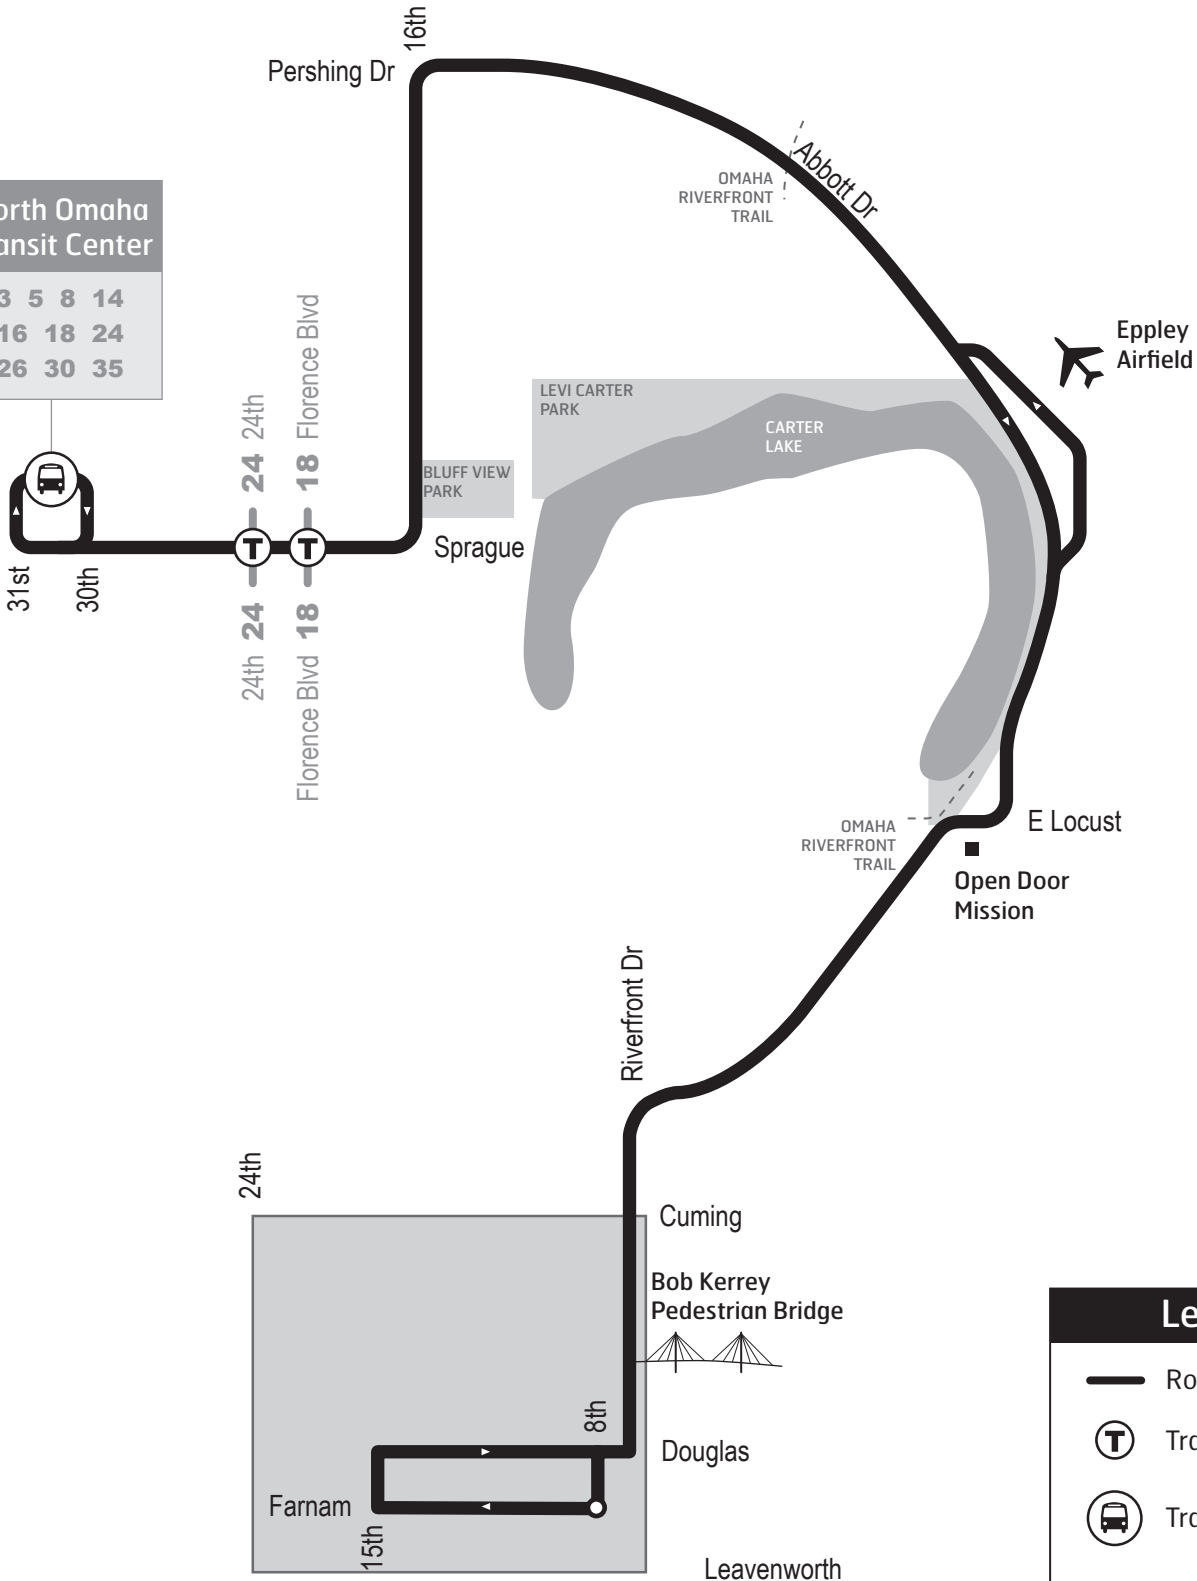 16th
Pershing Dr
Abbott Dr
OMAHA
RIVERFRONT
TRAIL
orth Omaha
ansit Center
3 5 8 14
16 18 24
26 30 35
24 24th
18 Florence Blvd
Eppley
Airfield
LEVI CARTER
PARK
CARTER
LAKE
BLUFF VIEW
PARK
Sprague
T
T
31st
30th
24th 24
Florence Blvd 18
OMAHA
RIVERFRONT
TRAIL
E Locust
Open Door
Mission
Riverfront Dr
24th
Cuming
Bob Kerrey
Pedestrian Bridge
8th
Douglas
Farnam
15th
Leavenworth
Le
Ro
T Tra
Tra